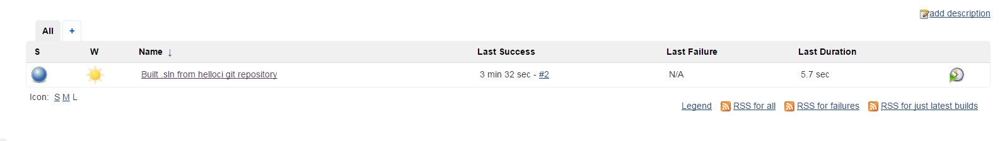 add description
All +
S W Name ↓ Last Success Last Failure Last Duration
Built .sln from helloci git repository 3 min 32 sec - #2 N/A 5.7 sec
Icon: S M L
Legend RSS for all RSS for failures RSS for just latest builds